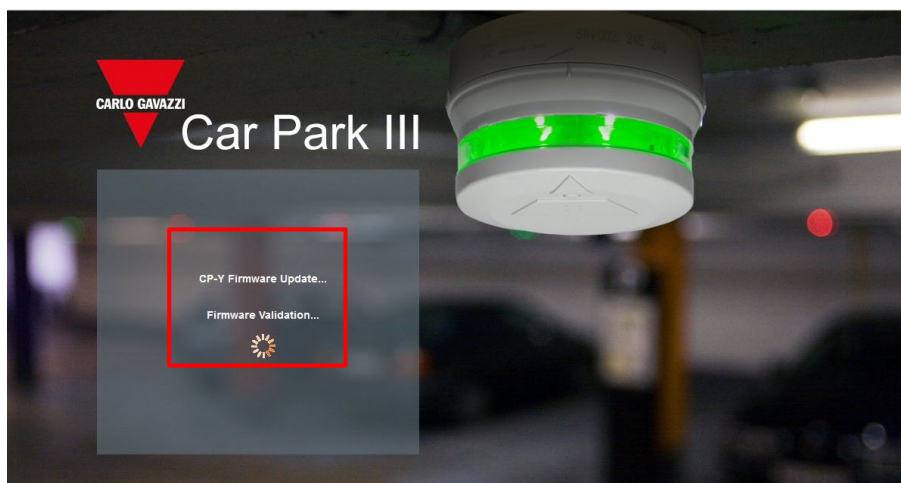 CARLO GAVAZZI
Car Park III
CP-Y Firmware Update...
Firmware Validation...